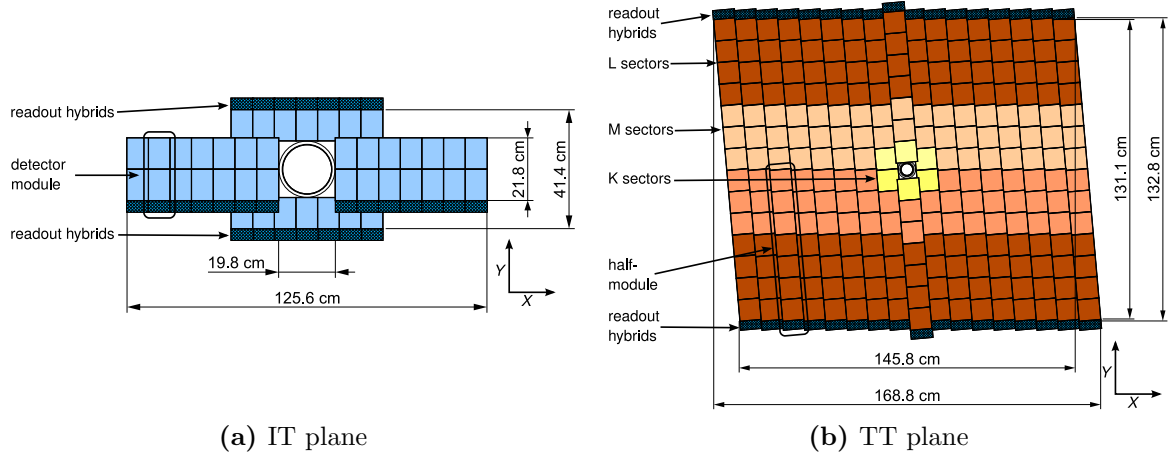 readout hybrids
detector
module
readout hybrids
19.8 cm
125.6 cm
21.8 cm
41.4 cm
Y
X
(a) IT plane
readout
hybrids
L sectors
M sectors
K sectors
half-
module
readout
hybrids
131.1 cm
132.8 cm
145.8 cm
168.8 cm
Y
X
(b) TT plane